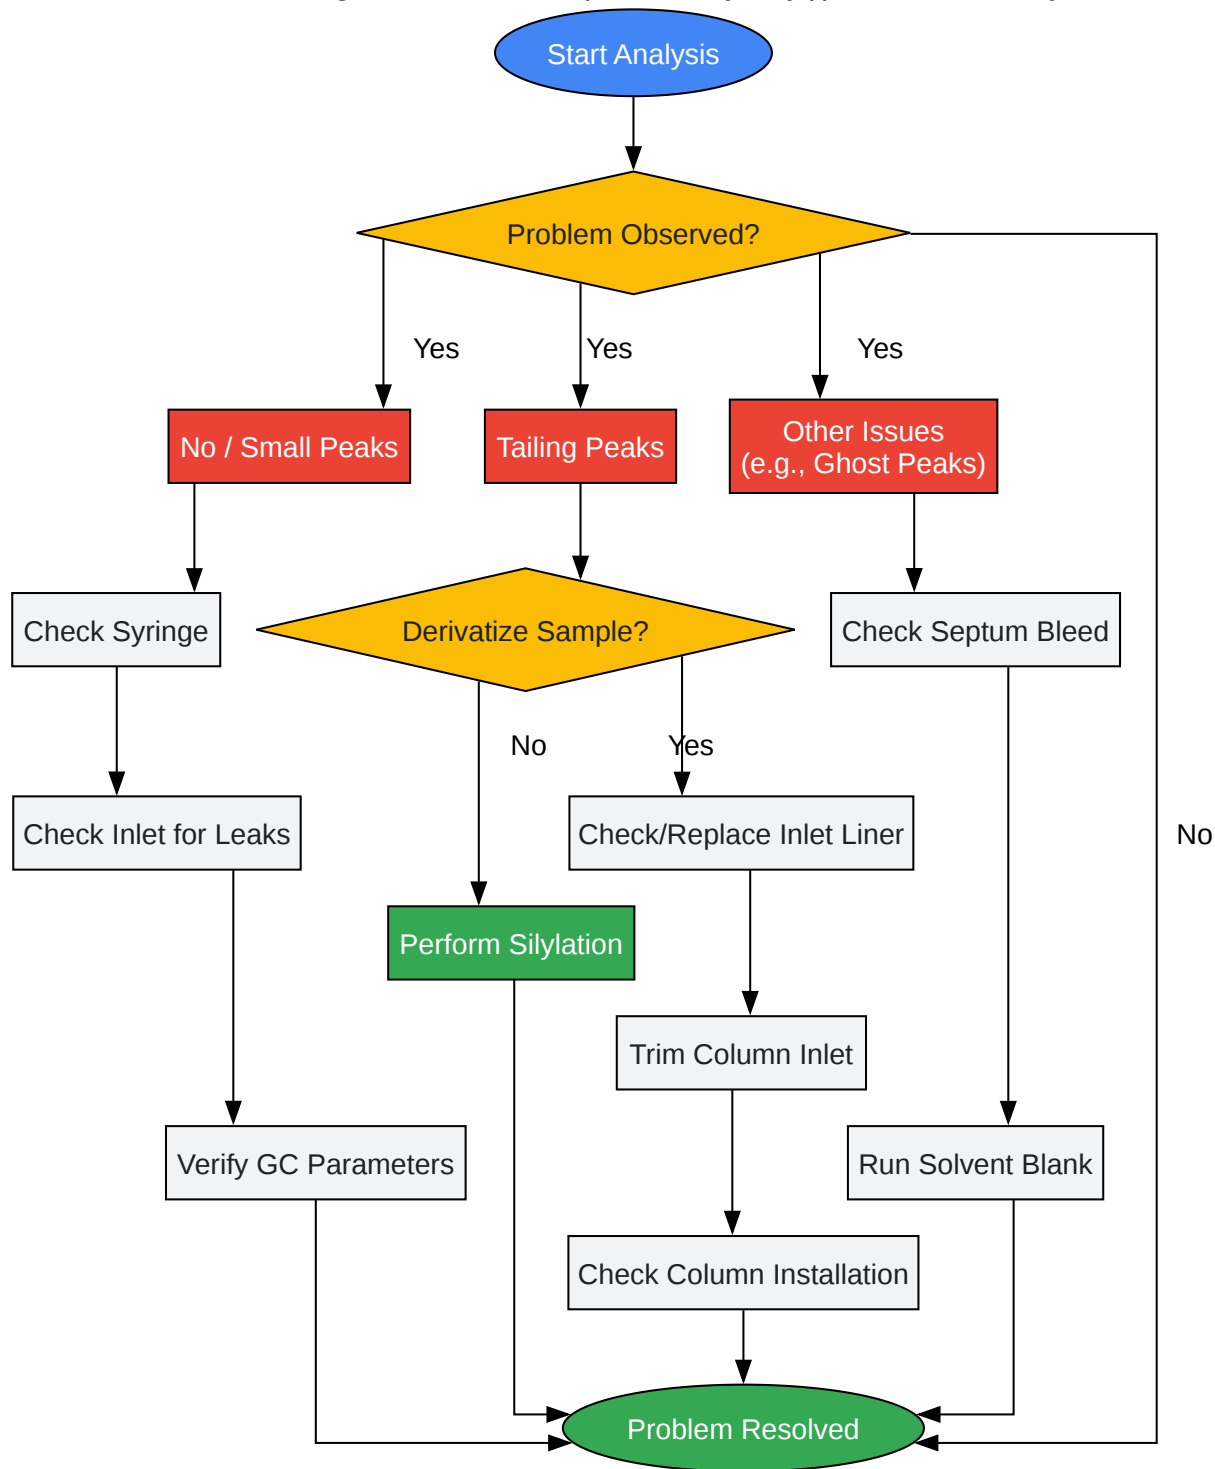 Start Analysis
Problem Observed?
Yes
Yes
Yes
No / Small Peaks
Tailing Peaks
Other Issues
(e.g., Ghost Peaks)
Check Syringe
Derivatize Sample?
Check Septum Bleed
No
Yes
Check Inlet for Leaks
Check/Replace Inlet Liner
No
Perform Silylation
Trim Column Inlet
Verify GC Parameters
Run Solvent Blank
Check Column Installation
Problem Resolved